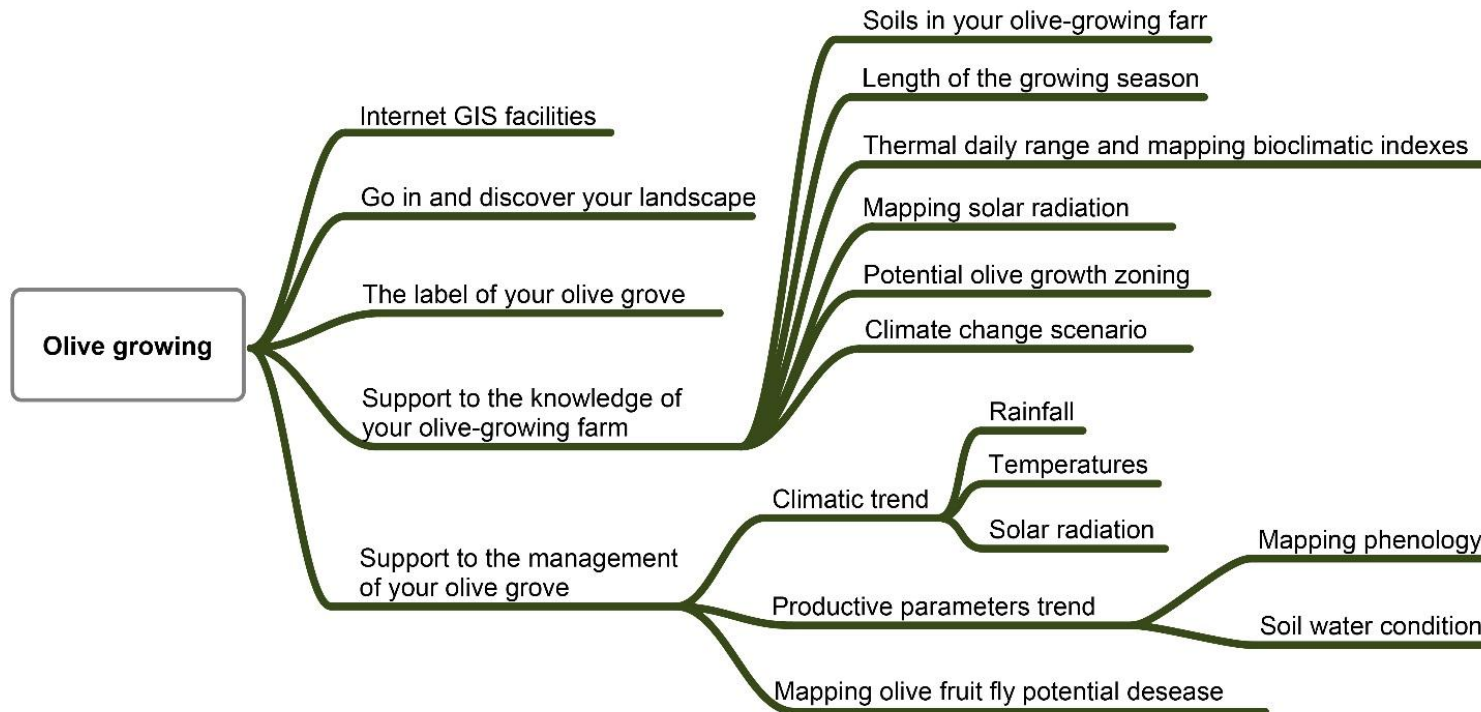 Olive growing
Internet GIS facilities
Go in and discover your landscape
The label of your olive grove
Support to the knowledge of
your olive-growing farm
Soils in your olive-growing farr
Length of the growing season
Thermal daily range and mapping bioclimatic indexes
Mapping solar radiation
Potential olive growth zoning
Climate change scenario
Support to the management
of your olive grove
Climatic trend
Rainfall
Temperatures
Solar radiation
Productive parameters trend
Mapping phenology
Soil water condition
Mapping olive fruit fly potential desease